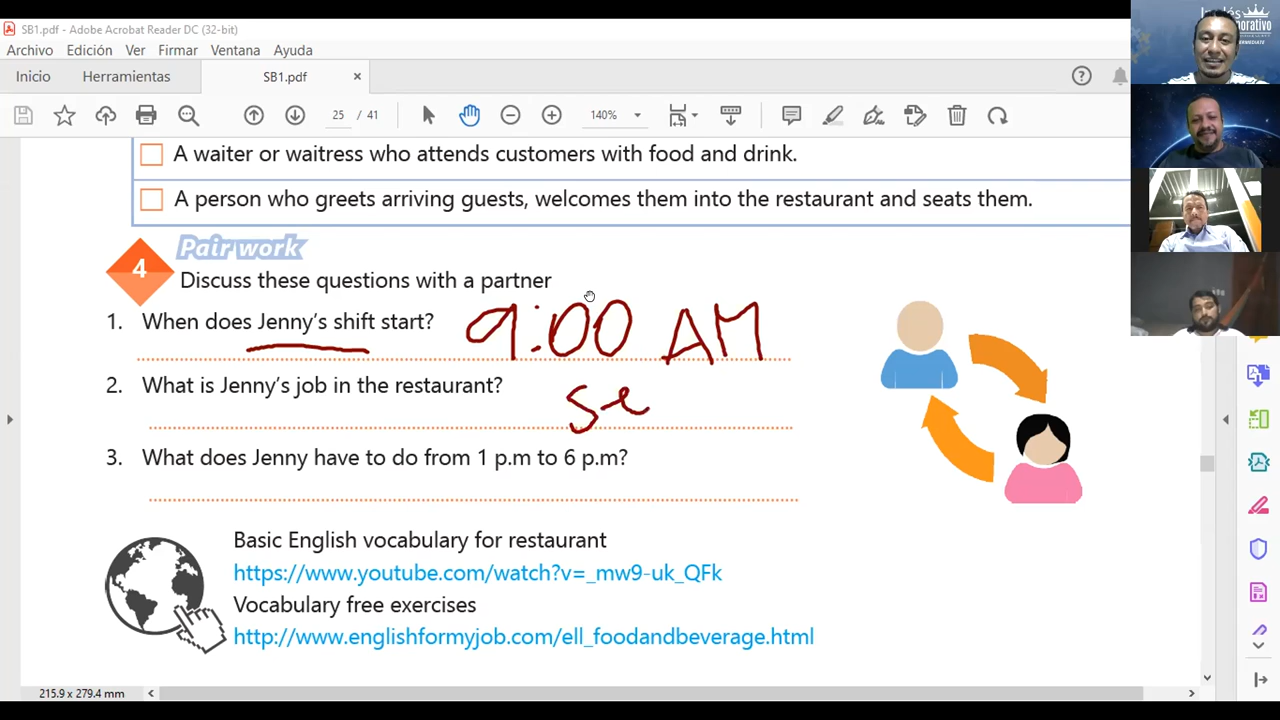 SB1.pdf - Adobe Acrobat Reader DC (32-bit)
Archivo Edición Ver Firmar Ventana Ayuda
Inicio Herramientas SB1.pdf ×
25 / 41 140%
A waiter or waitress who attends customers with food and drink.
A person who greets arriving guests, welcomes them into the restaurant and seats them.
Pair work
4
Discuss these questions with a partner
1. When does Jenny's shift start? 9:00 AM
2. What is Jenny's job in the restaurant?
se
3. What does Jenny have to do from 1 p.m to 6 p.m?
Basic English vocabulary for restaurant
https://www.youtube.com/watch?v=_mw9-uk_QFk
Vocabulary free exercises
http://www.englishformyjob.com/ell_foodandbeverage.html
215.9 x 279.4 mm